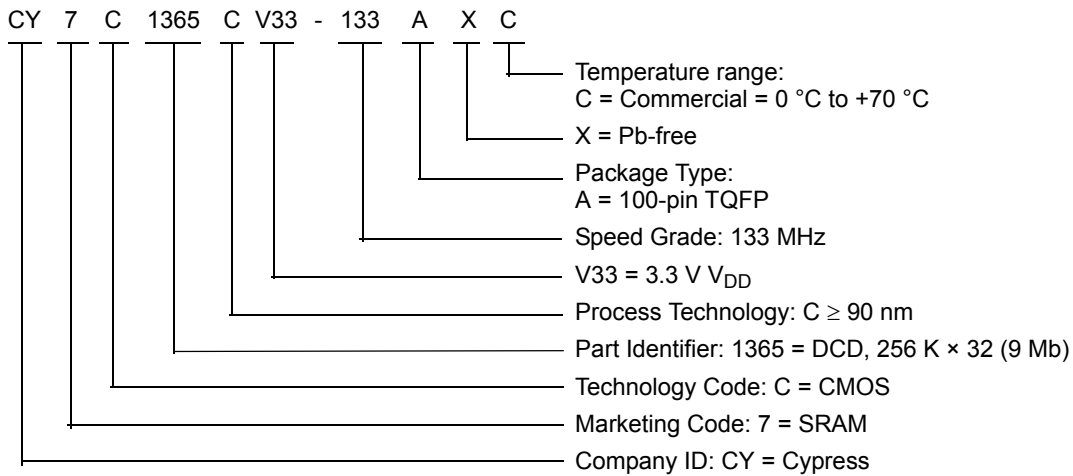 CY 7 C 1365 C V33 - 133 A X C
Temperature range:
C = Commercial = 0 °C to +70 °C
X = Pb-free
Package Type:
A = 100-pin TQFP
Speed Grade: 133 MHz
V33 = 3.3 V VDD
Process Technology: C ≥ 90 nm
Part Identifier: 1365 = DCD, 256 K × 32 (9 Mb)
Technology Code: C = CMOS
Marketing Code: 7 = SRAM
Company ID: CY = Cypress